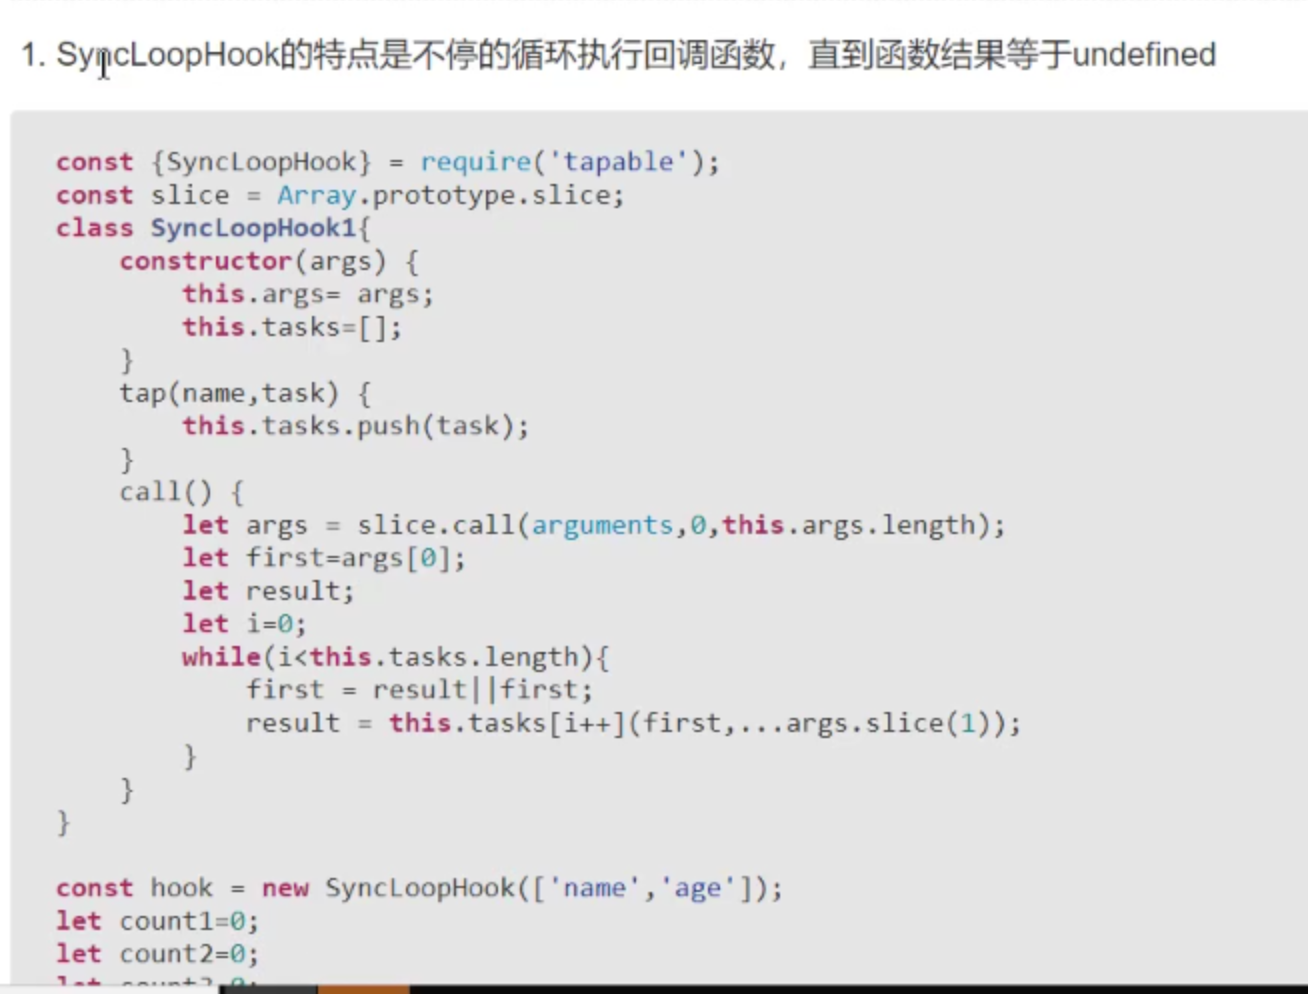 1. SyncLoopHook的特点是不停的循环执行回调函数，直到函数结果等于undefined
const {SyncLoopHook} = require('tapable');
const slice = Array.prototype.slice;
class SyncLoopHook1{
    constructor(args) {
        this.args= args;
        this.tasks=[];
    }
    tap(name,task) {
        this.tasks.push(task);
    }
    call() {
        let args = slice.call(arguments,0,this.args.length);
        let first=args[0];
        let result;
        let i=0;
        while(i<this.tasks.length){
            first = result||first;
            result = this.tasks[i++](first,...args.slice(1));
        }
    }
}
const hook = new SyncLoopHook(['name','age']);
let count1=0;
let count2=0;